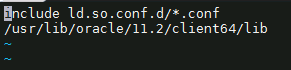 include ld.so.conf.d/*.conf
/usr/lib/oracle/11.2/client64/lib
~
~